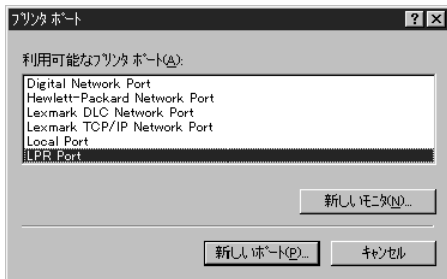 プリンタ ポート
利用可能なプリンタ ポート(A):
Digital Network Port
Hewlett-Packard Network Port
Lexmark DLC Network Port
Lexmark TCP/IP Network Port
Local Port
LPR Port
新しいモニタ(N)...
新しいポート(P)...
キャンセル